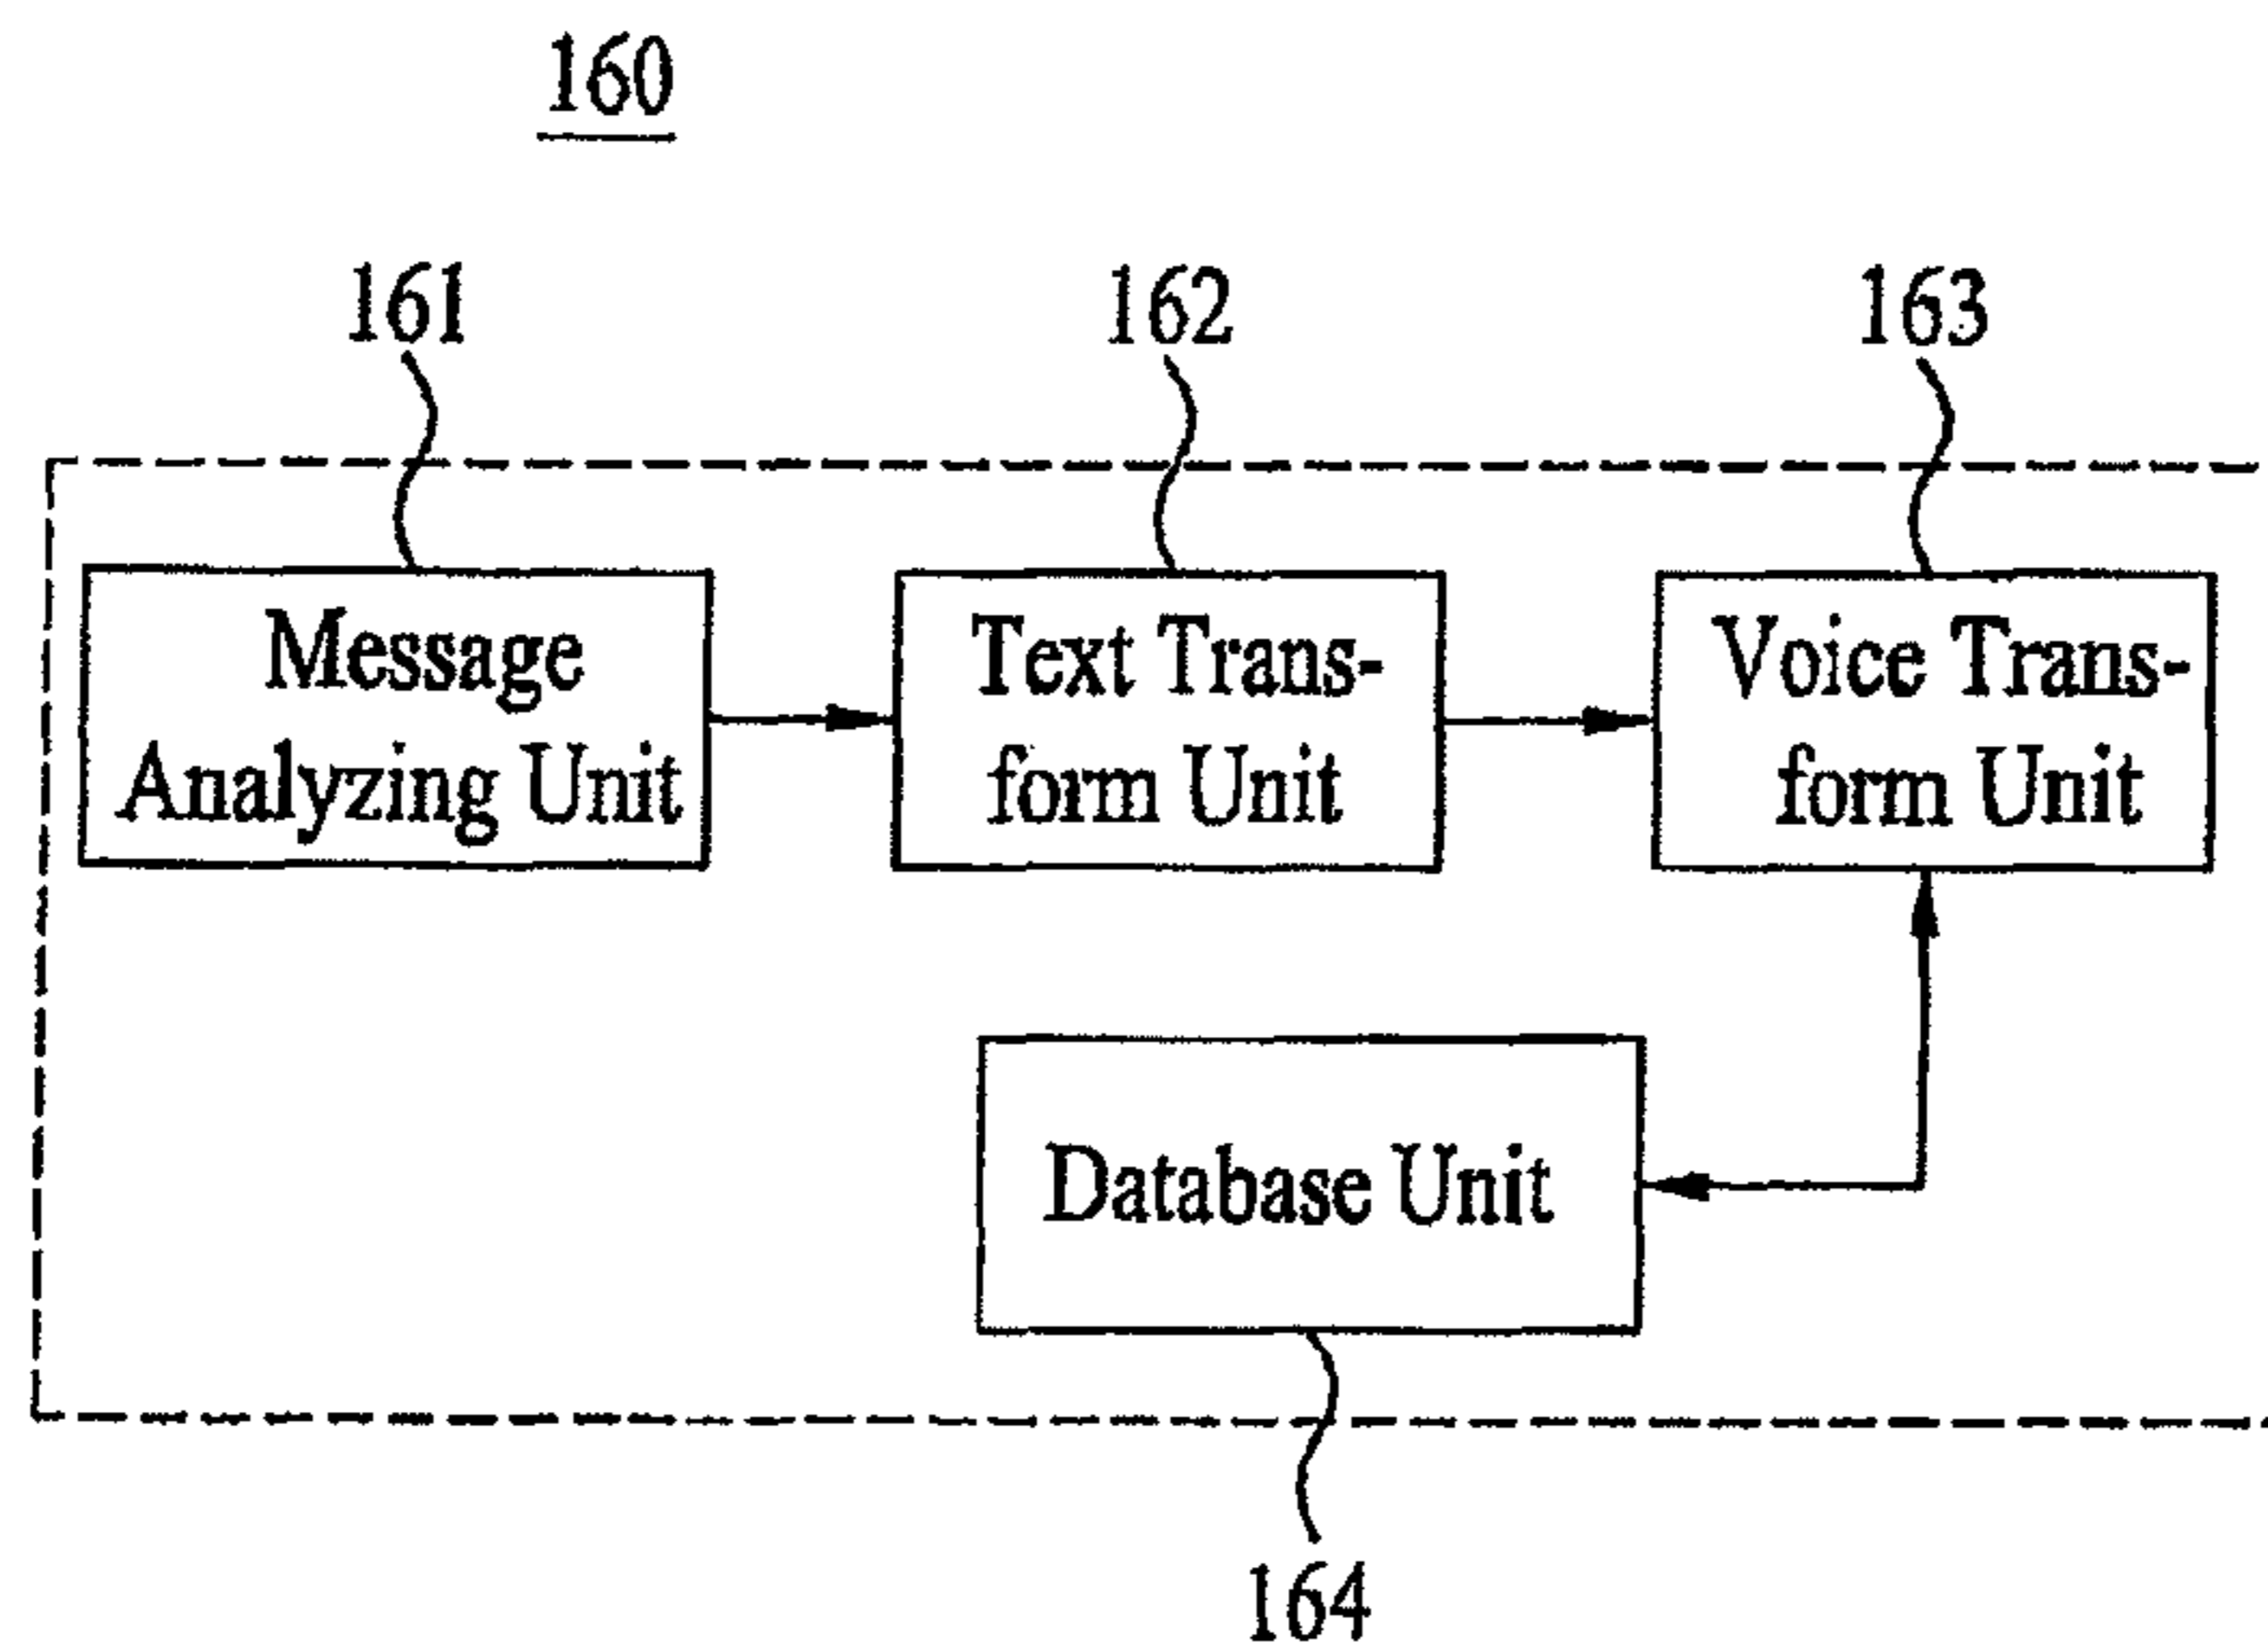 160
161
162
163
Message
Analyzing Unit
Text Trans-
form Unit
Voice Trans-
form Unit
Database Unit
164